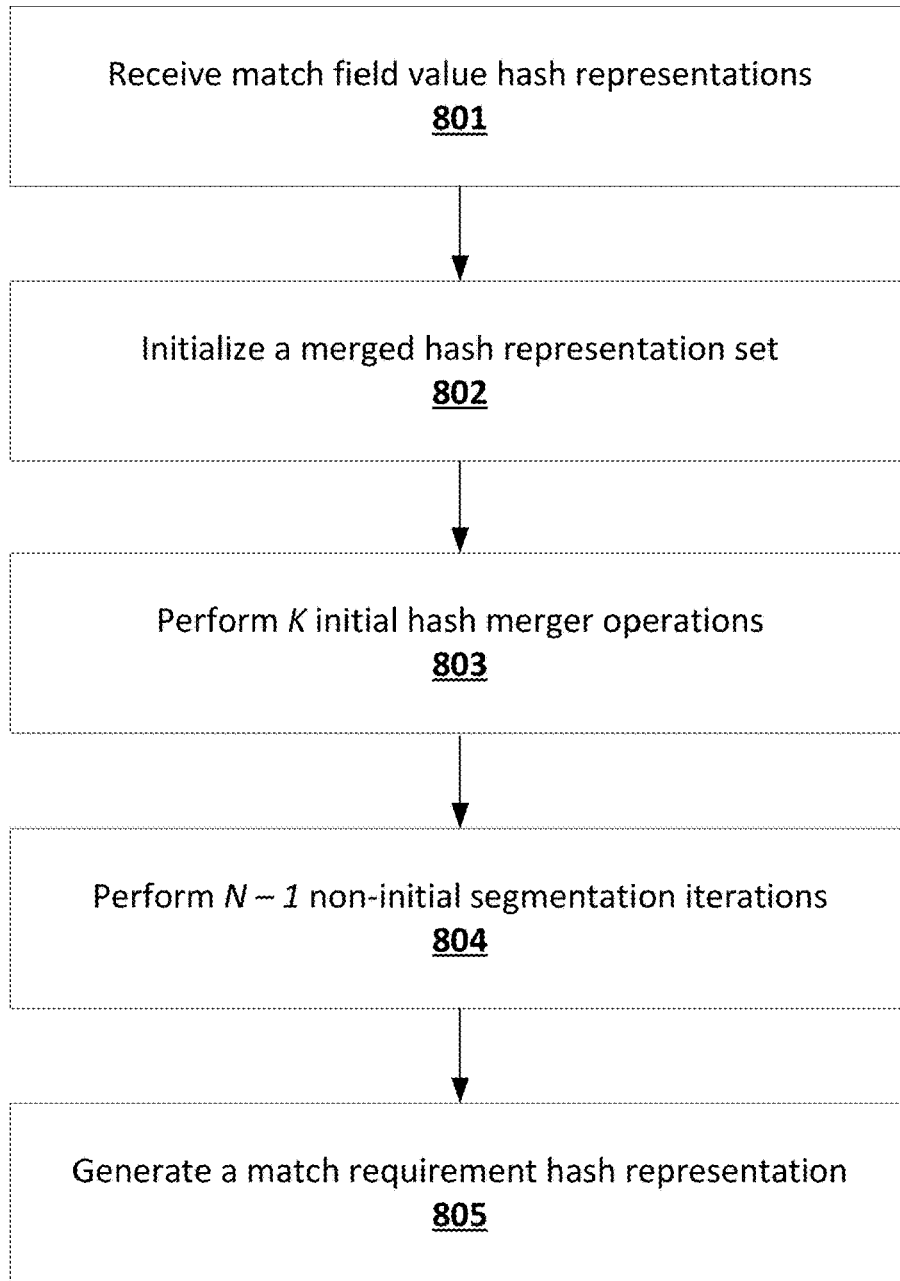 Receive match field value hash representations
801
Initialize a merged hash representation set
802
Perform K initial hash merger operations
803
Perform N – 1 non-initial segmentation iterations
804
Generate a match requirement hash representation
805